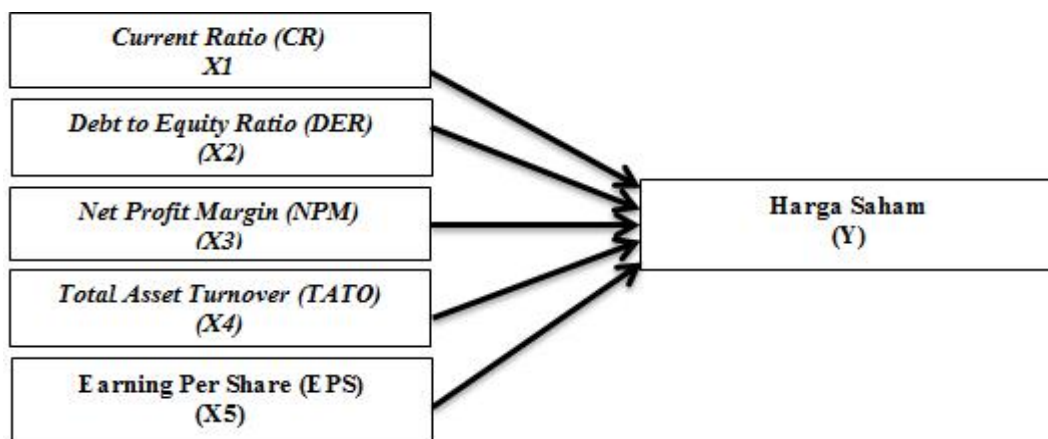 Current Ratio (CR)
X1
Debt to Equity Ratio (DER)
(X2)
Net Profit Margin (NPM)
(X3)
Total Asset Turnover (TATO)
(X4)
Earning Per Share (EPS)
(X5)
Harga Saham
(Y)